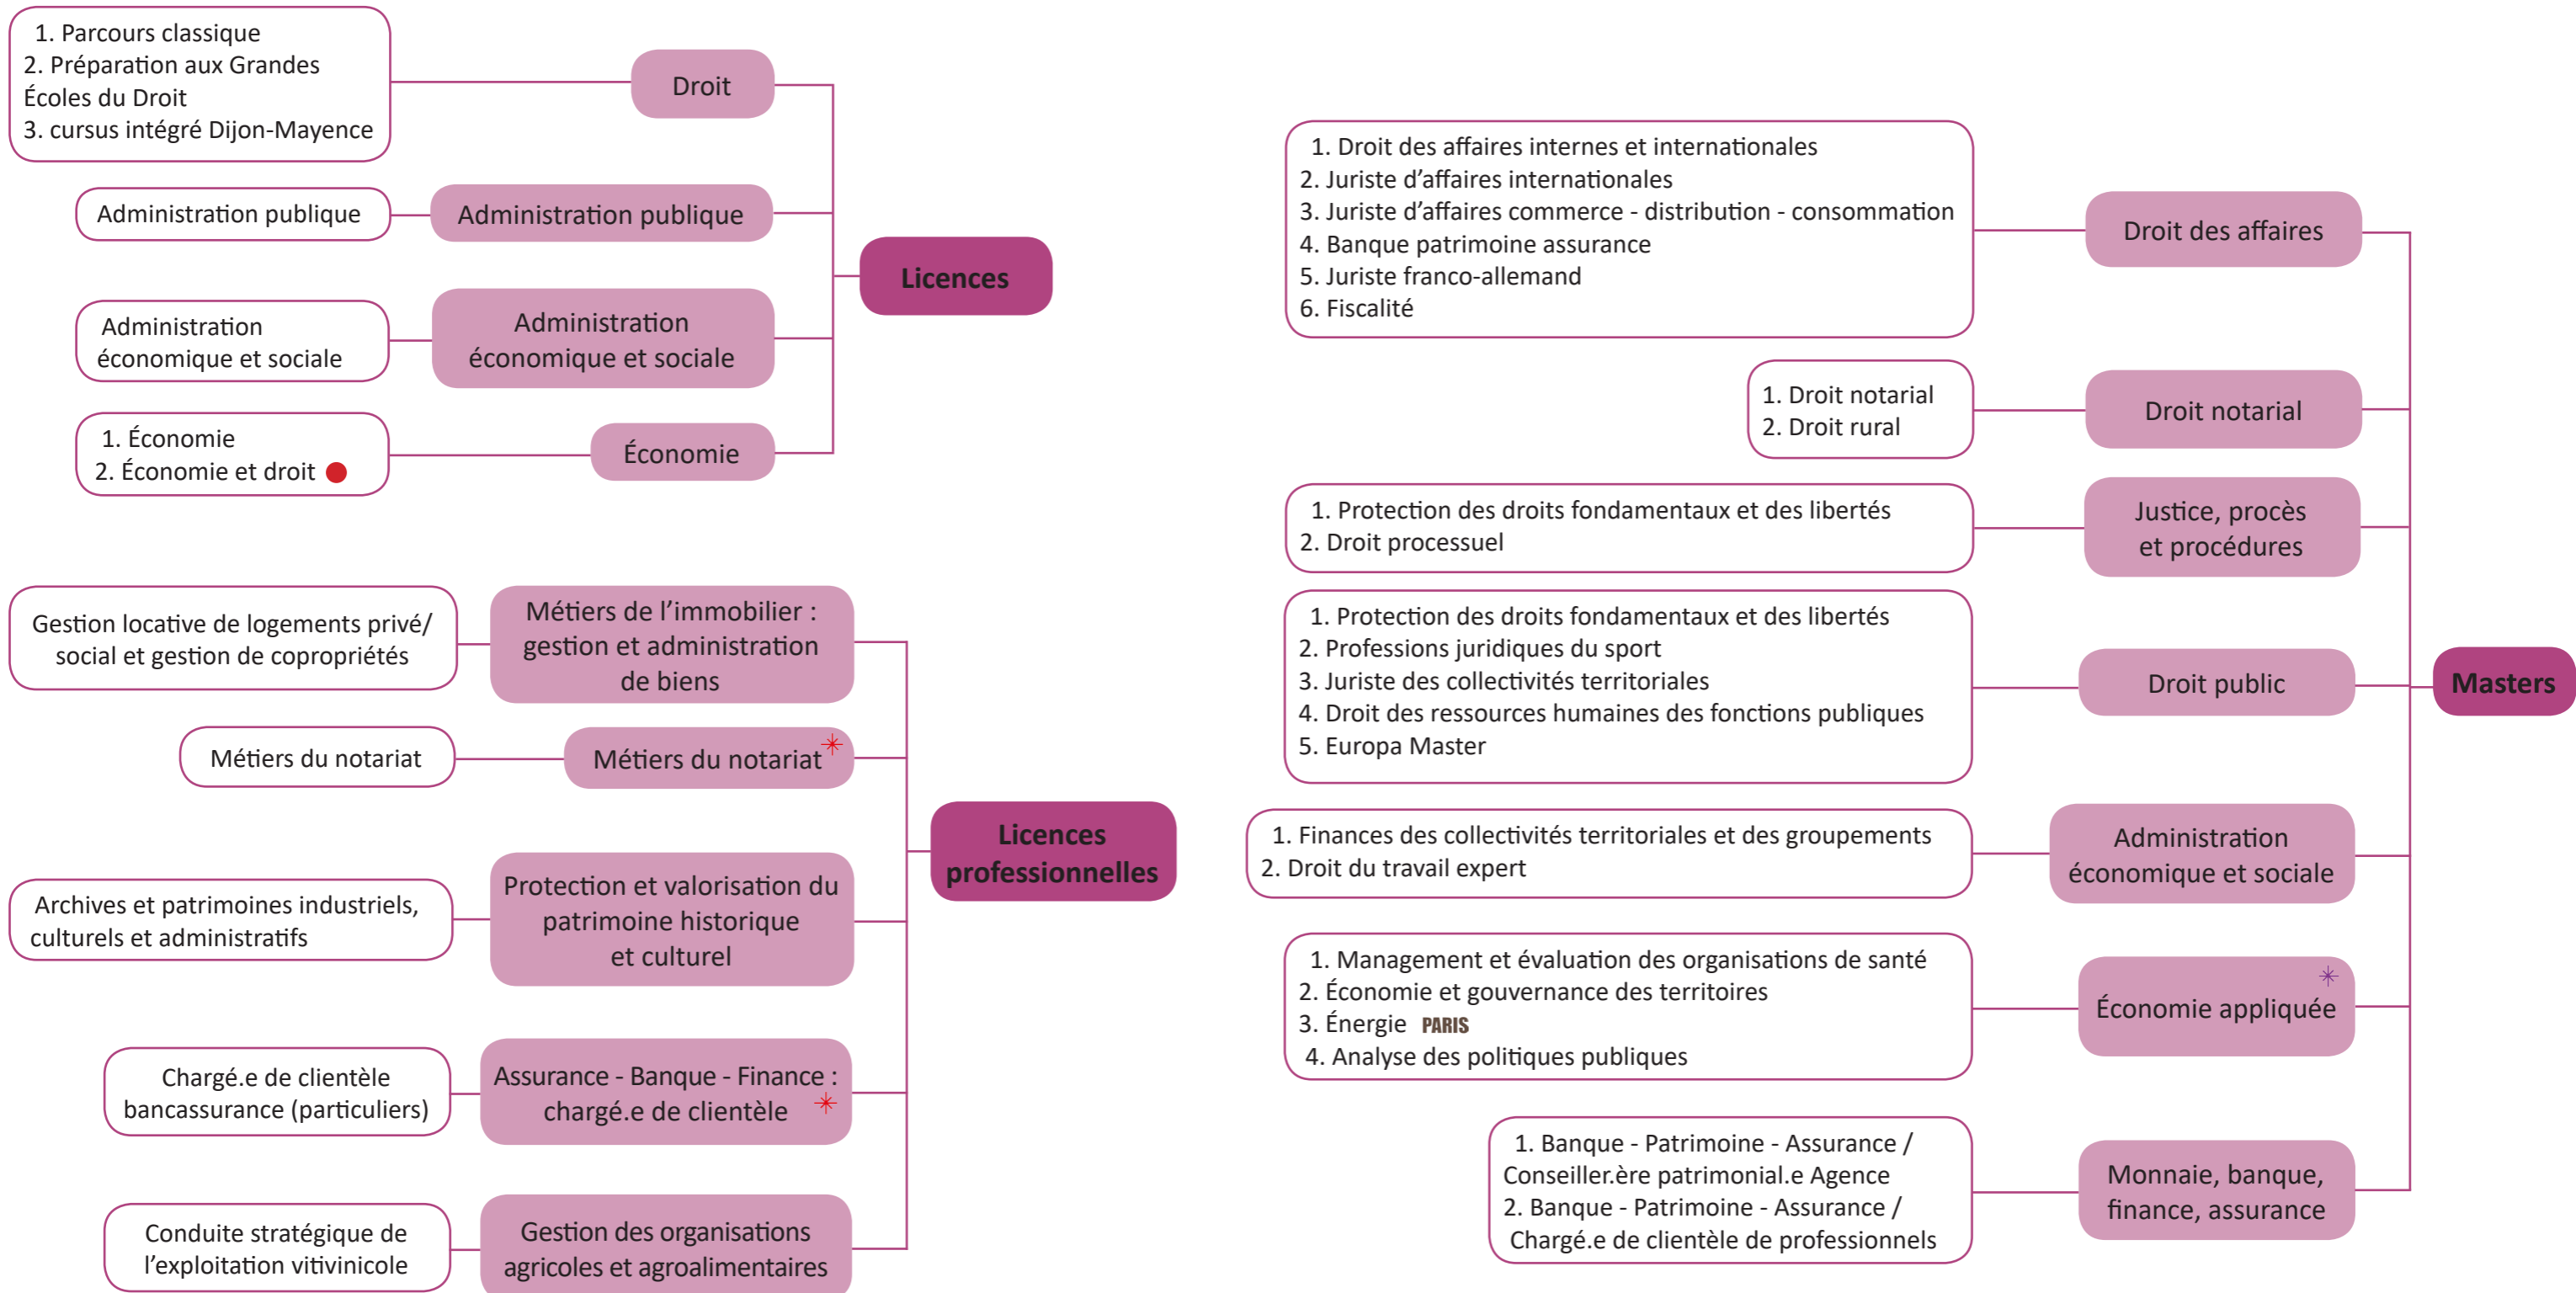 1. Parcours classique
2. Préparation aux Grandes
Écoles du Droit
3. cursus intégré Dijon-Mayence
Droit
Administration publique
Administration publique
Administration
économique et sociale
Administration
économique et sociale
1. Économie
2. Économie et droit
Économie
Licences
Gestion locative de logements privé/
social et gestion de copropriétés
Métiers de l’immobilier :
gestion et administration
de biens
Métiers du notariat
Métiers du notariat
Archives et patrimoines industriels,
culturels et administratifs
Protection et valorisation du
patrimoine historique
et culturel
Chargé.e de clientèle
bancassurance (particuliers)
Assurance - Banque - Finance :
chargé.e de clientèle
Conduite stratégique de
l’exploitation vitivinicole
Gestion des organisations
agricoles et agroalimentaires
Licences
professionnelles
1. Droit des affaires internes et internationales
2. Juriste d’affaires internationales
3. Juriste d’affaires commerce - distribution - consommation
4. Banque patrimoine assurance
5. Juriste franco-allemand
6. Fiscalité
Droit des affaires
1. Droit notarial
2. Droit rural
Droit notarial
1. Protection des droits fondamentaux et des libertés
2. Droit processuel
Justice, procès
et procédures
1. Protection des droits fondamentaux et des libertés
2. Professions juridiques du sport
3. Juriste des collectivités territoriales
4. Droit des ressources humaines des fonctions publiques
5. Europa Master
Droit public
1. Finances des collectivités territoriales et des groupements
2. Droit du travail expert
Administration
économique et sociale
1. Management et évaluation des organisations de santé
2. Économie et gouvernance des territoires
3. Énergie PARIS
4. Analyse des politiques publiques
Économie appliquée
1. Banque - Patrimoine - Assurance /
Conseiller.ère patrimonial.e Agence
2. Banque - Patrimoine - Assurance /
Chargé.e de clientèle de professionnels
Monnaie, banque,
finance, assurance
Masters